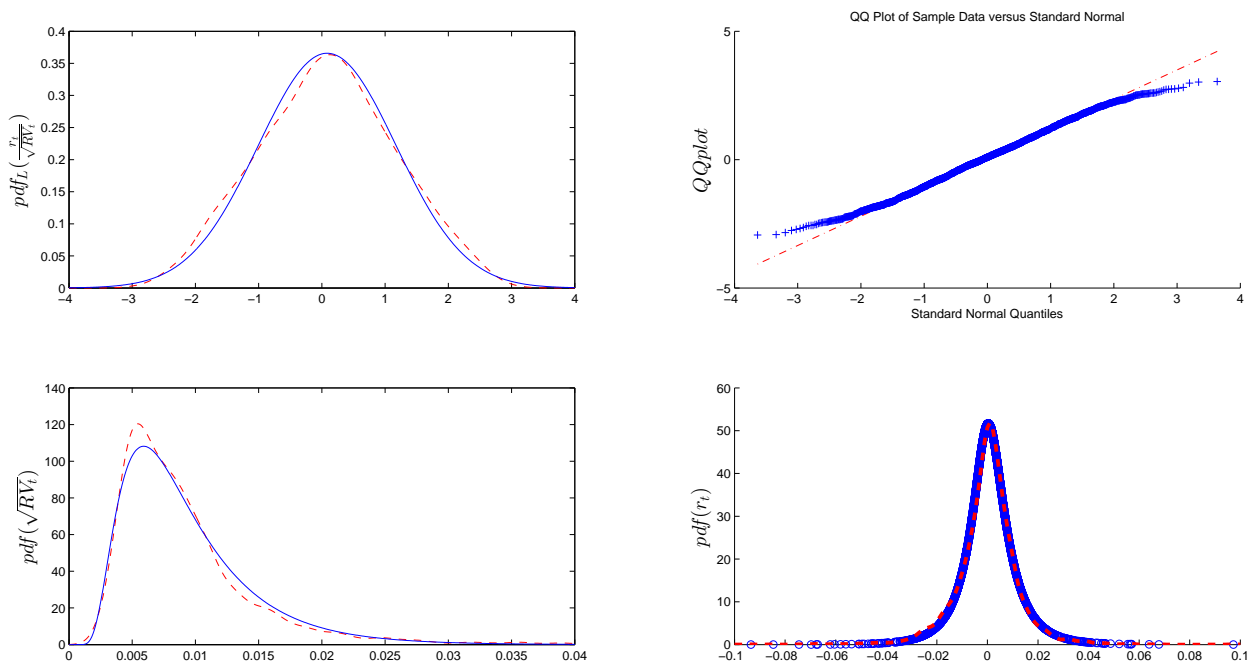 0.4
0.35
0.3
0.25
0.2
0.15
0.1
0.05
0
−4 −3 −2 −1 0 1 2 3 4
pdf_L(r_t/√RV_t)
QQ Plot of Sample Data versus Standard Normal
5
0
−5
−4 −3 −2 −1 0 1 2 3 4
Standard Normal Quantiles
QQplot
140
120
100
80
60
40
20
0
0 0.005 0.01 0.015 0.02 0.025 0.03 0.035 0.04
pdf(√RV_t)
60
50
40
30
20
10
0
−0.1 −0.08 −0.06 −0.04 −0.02 0 0.02 0.04 0.06 0.08 0.1
pdf(r_t)